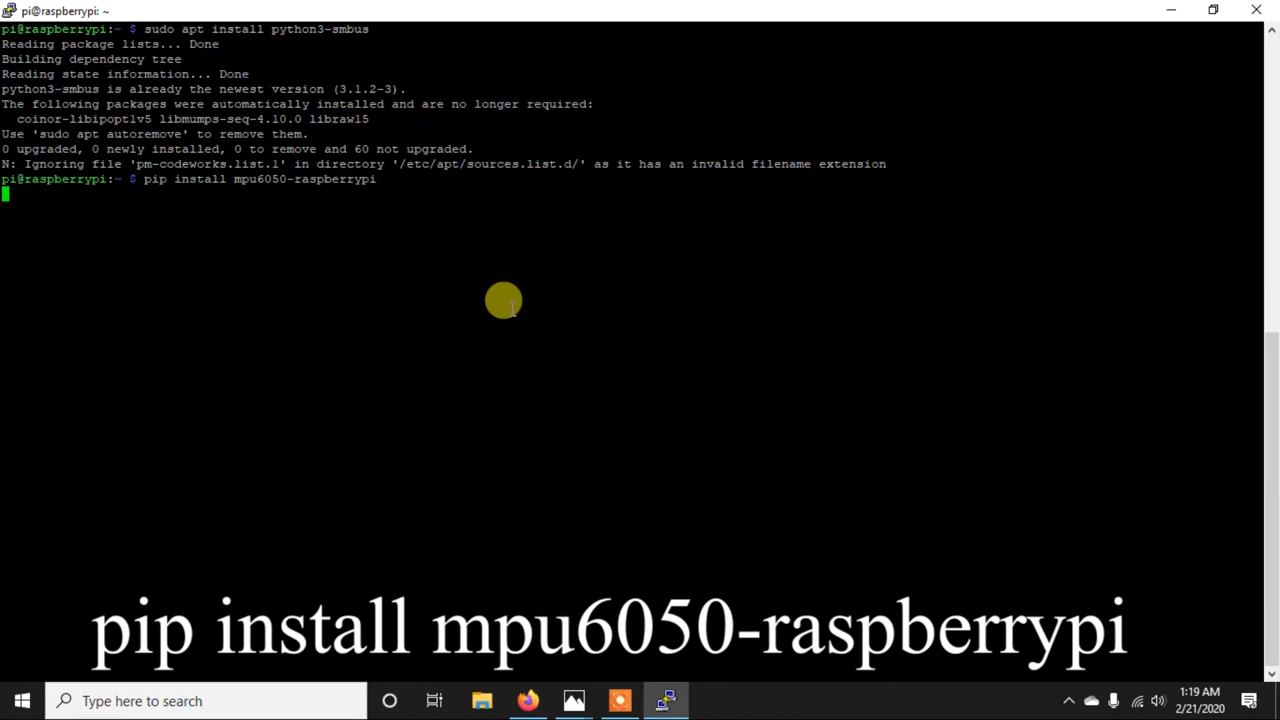 pi@raspberrypi: ~
pi@raspberrypi:~ $ sudo apt install python3-smbus
Reading package lists... Done
Building dependency tree
Reading state information... Done
python3-smbus is already the newest version (3.1.2-3).
The following packages were automatically installed and are no longer required:
  coinor-libipopt1v5 libmumps-seq-4.10.0 libraw15
Use 'sudo apt autoremove' to remove them.
0 upgraded, 0 newly installed, 0 to remove and 60 not upgraded.
N: Ignoring file 'pm-codeworks.list.1' in directory '/etc/apt/sources.list.d/' as it has an invalid filename extension
pi@raspberrypi:~ $ pip install mpu6050-raspberrypi
pip install mpu6050-raspberrypi
Type here to search
1:19 AM
2/21/2020